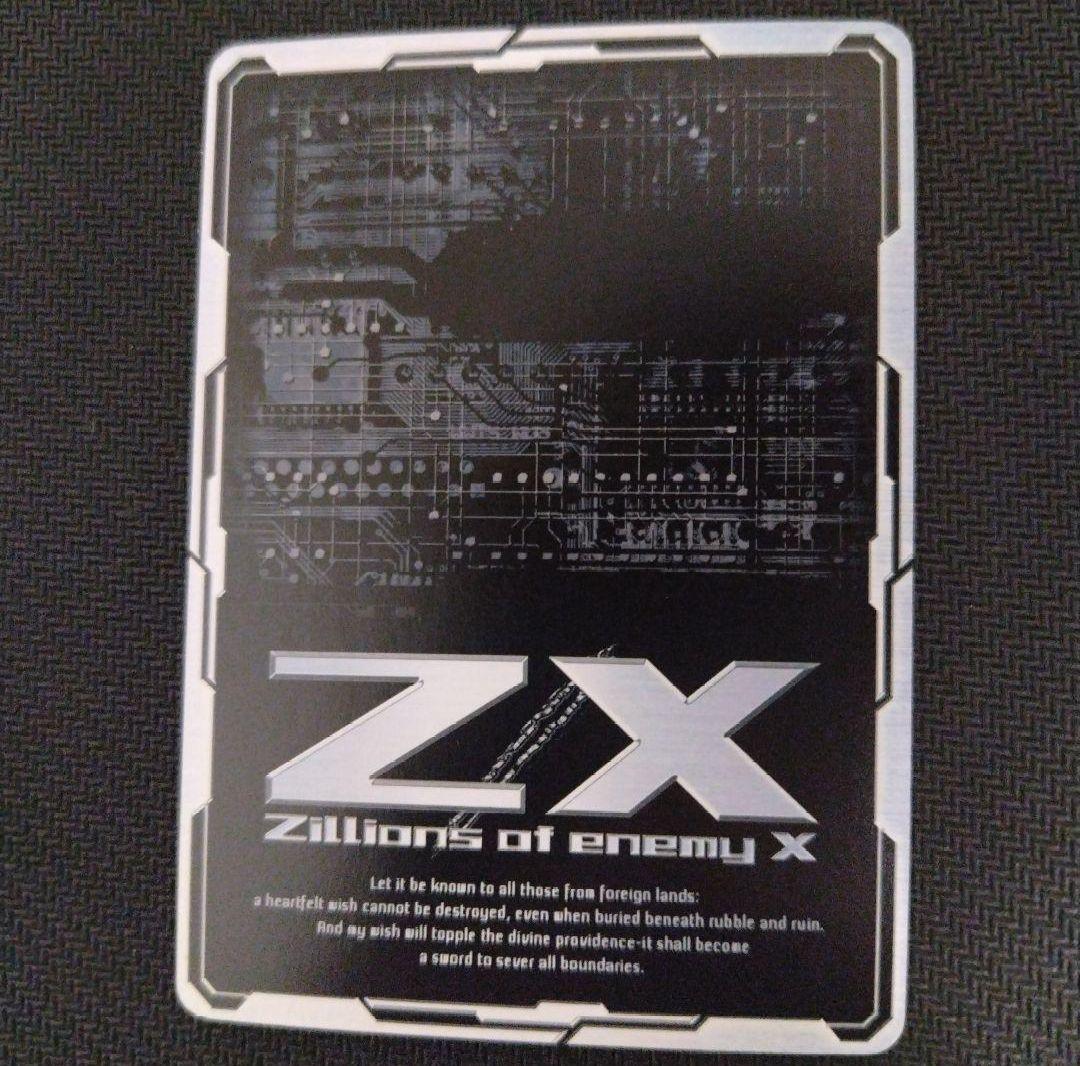 Z/X
Zillions of enemy X
Let it be known to all those from foreign lands:
a heartfelt wish cannot be destroyed, even when buried beneath rubble and ruin.
And my wish will topple the divine providence-it shall become
a sword to sever all boundaries.